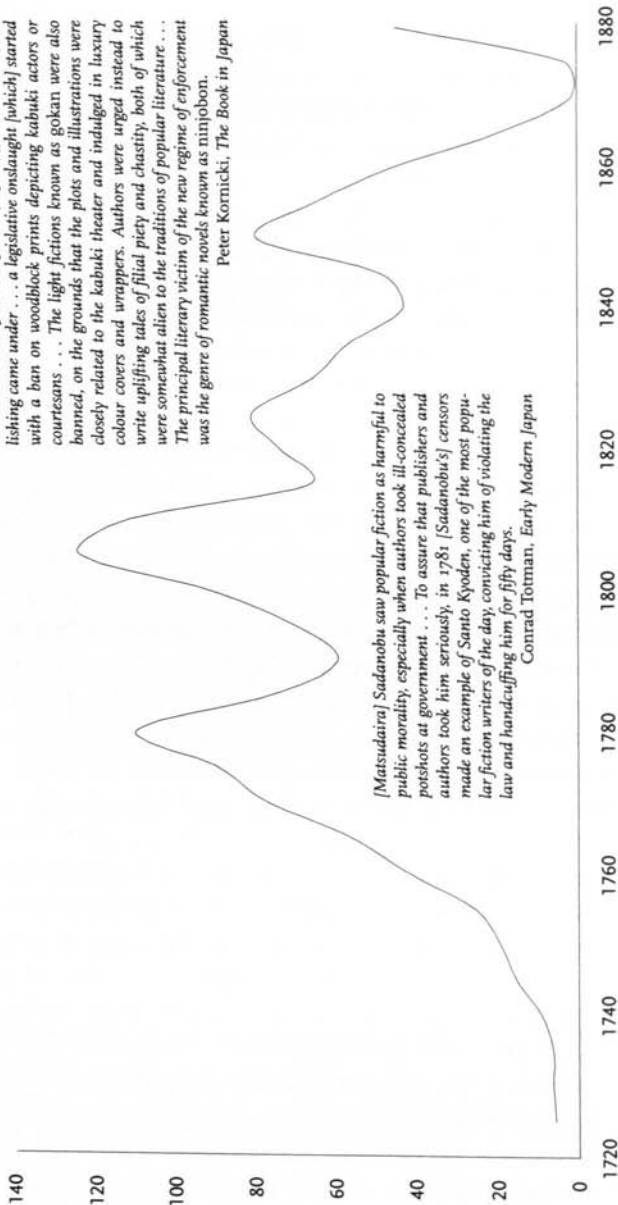 lishing came under . . . a legislative onslaught [which] started
with a ban on woodblock prints depicting kabuki actors or
courtesans . . . The light fictions known as gokan were also
banned, on the grounds that the plots and illustrations were
closely related to the kabuki theater and indulged in luxury
colour covers and wrappers. Authors were urged instead to
write uplifting tales of filial piety and chastity, both of which
were somewhat alien to the traditions of popular literature . . .
The principal literary victim of the new regime of enforcement
was the genre of romantic novels known as ninjobon.
Peter Kornicki, The Book in Japan
[Matsudaira] Sadanobu saw popular fiction as harmful to
public morality, especially when authors took ill-concealed
potshots at government . . . To assure that publishers and
authors took him seriously, in 1781 [Sadanobu's] censors
made an example of Santo Kyoden, one of the most popu-
lar fiction writers of the day, convicting him of violating the
law and handcuffing him for fifty days.
Conrad Totman, Early Modern Japan
140
120
100
80
60
40
20
0
1720
1740
1760
1780
1800
1820
1840
1860
1880